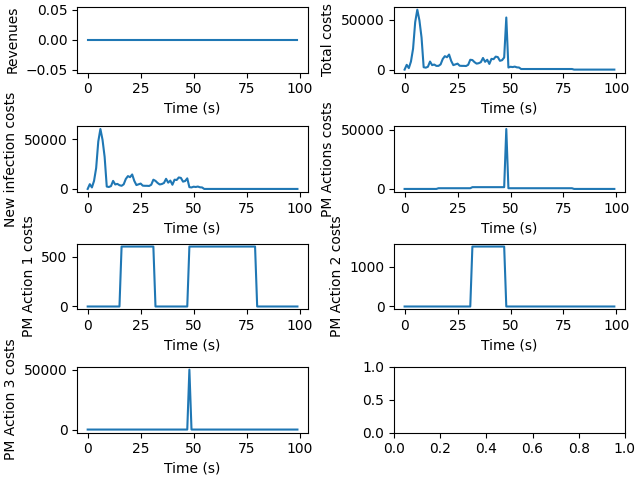 Revenues
0.05
0.00
−0.05
0 25 50 75 100
Time (s)
Total costs
50000
0
0 25 50 75 100
Time (s)
New infection costs
50000
0
0 25 50 75 100
Time (s)
PM Actions costs
50000
0
0 25 50 75 100
Time (s)
PM Action 1 costs
500
0
0 25 50 75 100
Time (s)
PM Action 2 costs
1000
0
0 25 50 75 100
Time (s)
PM Action 3 costs
50000
0
0 25 50 75 100
Time (s)
1.0
0.5
0.0
0.0 0.2 0.4 0.6 0.8 1.0